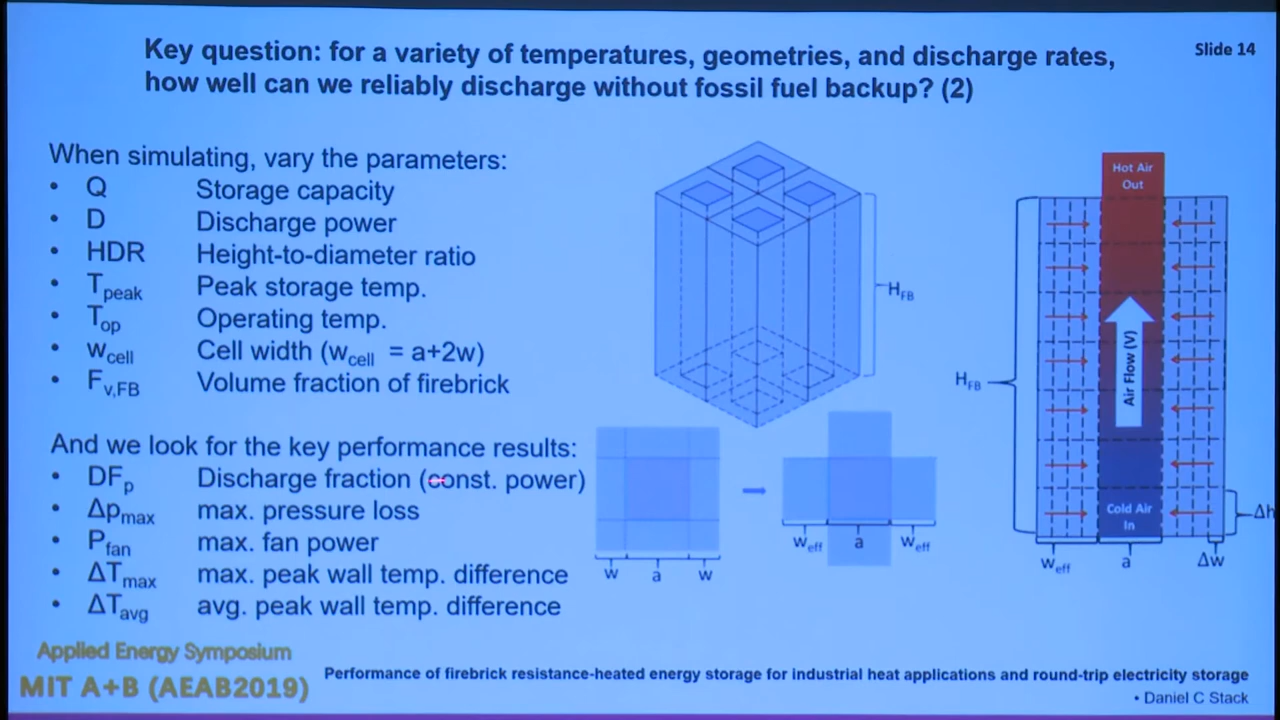 Key question: for a variety of temperatures, geometries, and discharge rates,
how well can we reliably discharge without fossil fuel backup? (2)
Slide 14
When simulating, vary the parameters:
• Q Storage capacity
• D Discharge power
• HDR Height-to-diameter ratio
• Tpeak Peak storage temp.
• Top Operating temp.
• wcell Cell width (wcell = a+2w)
• Fv,FB Volume fraction of firebrick
And we look for the key performance results:
• DFp Discharge fraction (const. power)
• Δpmax max. pressure loss
• Pfan max. fan power
• ΔTmax max. peak wall temp. difference
• ΔTavg avg. peak wall temp. difference
HFB
w a w
weff a weff
Hot Air
Out
HFB
Air Flow (V)
Cold Air
In
Δh
weff a Δw
Applied Energy Symposium
MIT A+B (AEAB2019)
Performance of firebrick resistance-heated energy storage for industrial heat applications and round-trip electricity storage
• Daniel C Stack